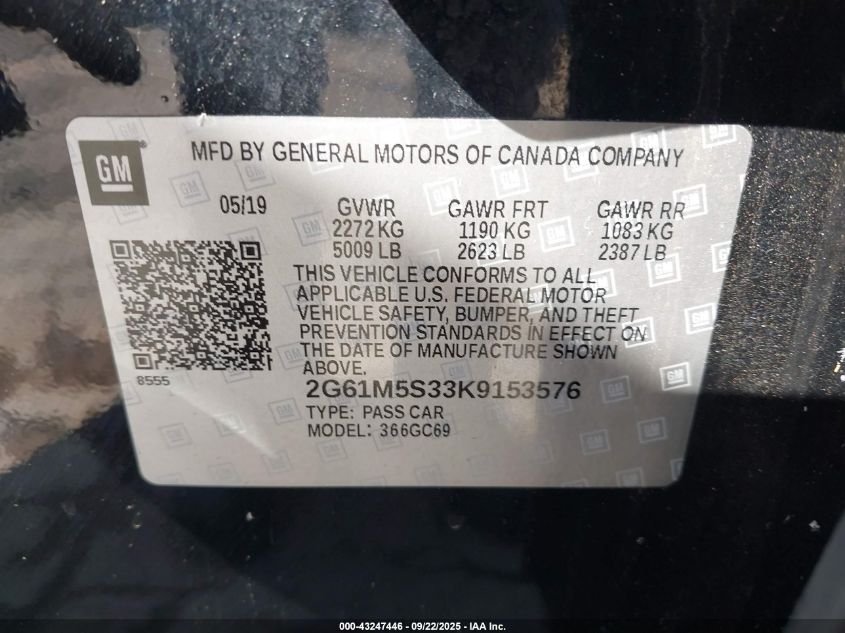 GM
MFD BY GENERAL MOTORS OF CANADA COMPANY
05/19 GVWR GAWR FRT GAWR RR
2272 KG 1190 KG 1083 KG
5009 LB 2623 LB 2387 LB
THIS VEHICLE CONFORMS TO ALL
APPLICABLE U.S. FEDERAL MOTOR
VEHICLE SAFETY, BUMPER, AND THEFT
PREVENTION STANDARDS IN EFFECT ON
THE DATE OF MANUFACTURE SHOWN
ABOVE.
8555
2G61M5S33K9153576
TYPE: PASS CAR
MODEL: 366GC69
000-43247446 - 09/22/2025 - IAA Inc.